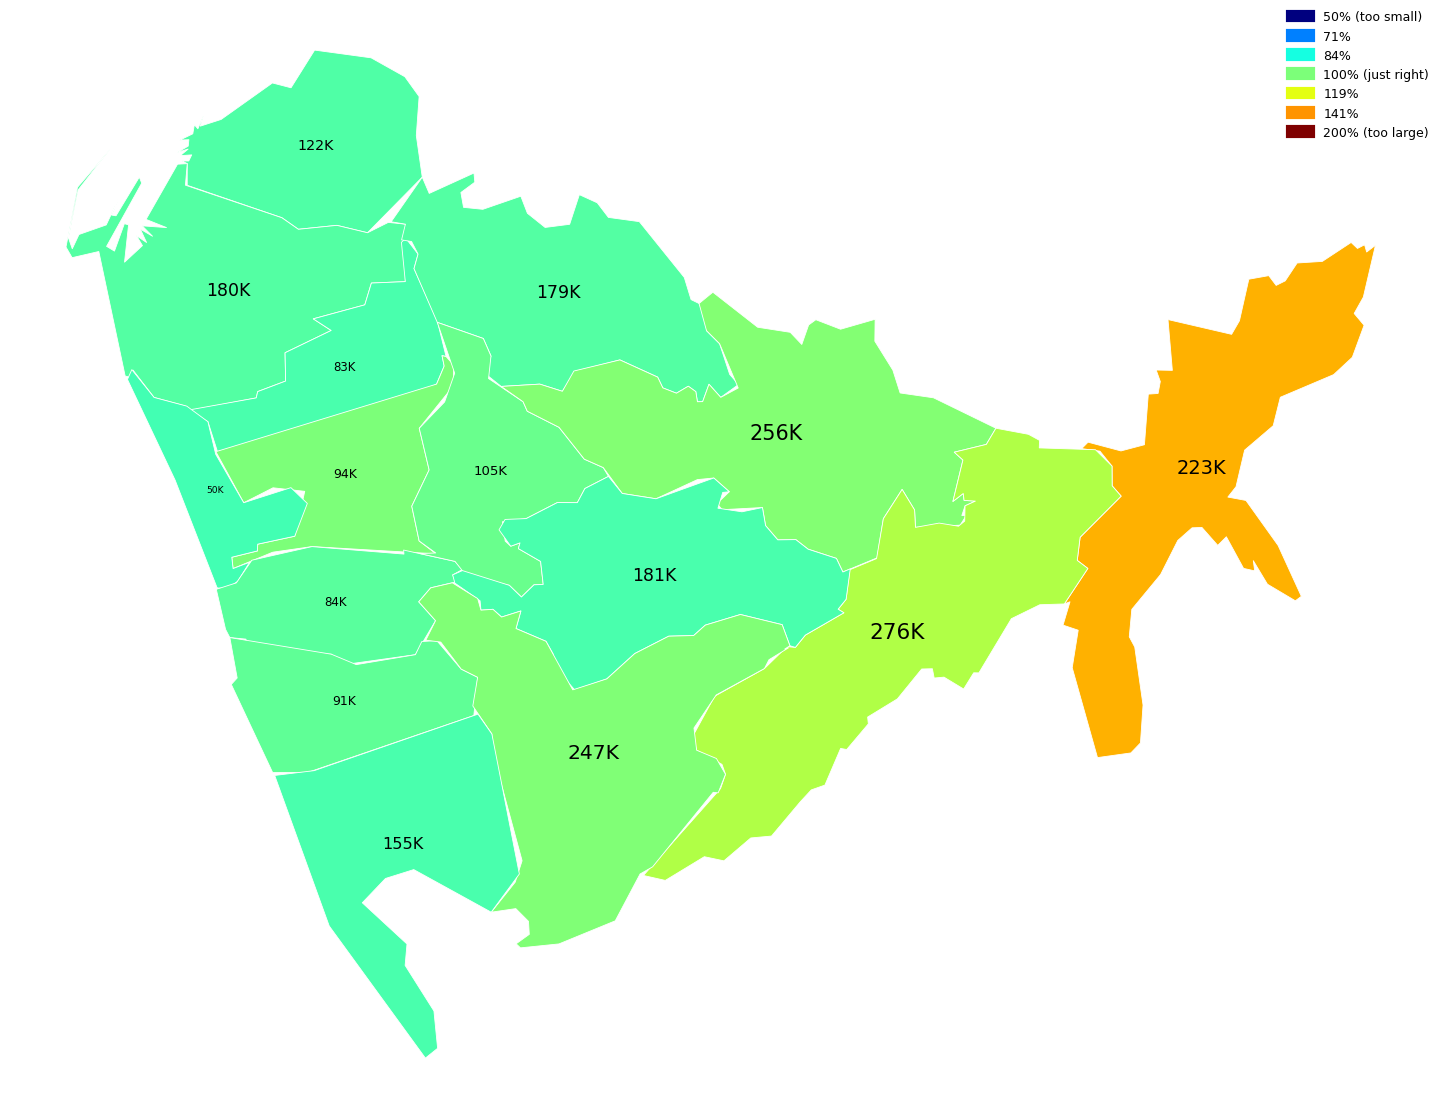 50% (too small)
71%
84%
100% (just right)
119%
141%
200% (too large)
122K
180K
179K
83K
256K
94K
105K
223K
50K
181K
84K
276K
91K
247K
155K